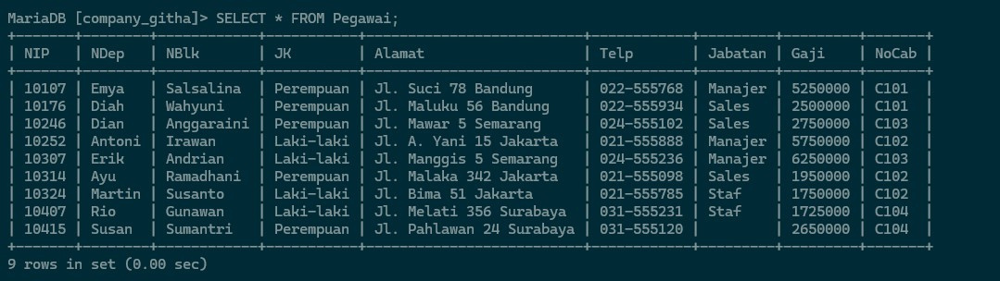 MariaDB [company_githa]> SELECT * FROM Pegawai;
+-------+--------+------------+-----------+-------------------------+------------+---------+---------+-------+
| NIP   | NDep   | NBlk       | JK        | Alamat                  | Telp       | Jabatan | Gaji    | NoCab |
+-------+--------+------------+-----------+-------------------------+------------+---------+---------+-------+
| 10107 | Emya   | Salsalina  | Perempuan | Jl. Suci 78 Bandung     | 022-555768 | Manajer | 5250000 | C101  |
| 10176 | Diah   | Wahyuni    | Perempuan | Jl. Maluku 56 Bandung   | 022-555934 | Sales   | 2500000 | C101  |
| 10246 | Dian   | Anggaraini | Perempuan | Jl. Mawar 5 Semarang    | 024-555102 | Sales   | 2750000 | C103  |
| 10252 | Antoni | Irawan     | Laki-laki | Jl. A. Yani 15 Jakarta  | 021-555888 | Manajer | 5750000 | C102  |
| 10307 | Erik   | Andrian    | Laki-laki | Jl. Manggis 5 Semarang  | 024-555236 | Manajer | 6250000 | C103  |
| 10314 | Ayu    | Ramadhani  | Perempuan | Jl. Malaka 342 Jakarta  | 021-555098 | Sales   | 1950000 | C102  |
| 10324 | Martin | Susanto    | Laki-laki | Jl. Bima 51 Jakarta     | 021-555785 | Staf    | 1750000 | C102  |
| 10407 | Rio    | Gunawan    | Laki-laki | Jl. Melati 356 Surabaya | 031-555231 | Staf    | 1725000 | C104  |
| 10415 | Susan  | Sumantri   | Perempuan | Jl. Pahlawan 24 Surabaya | 031-555120 |         | 2650000 | C104  |
+-------+--------+------------+-----------+-------------------------+------------+---------+---------+-------+
9 rows in set (0.00 sec)